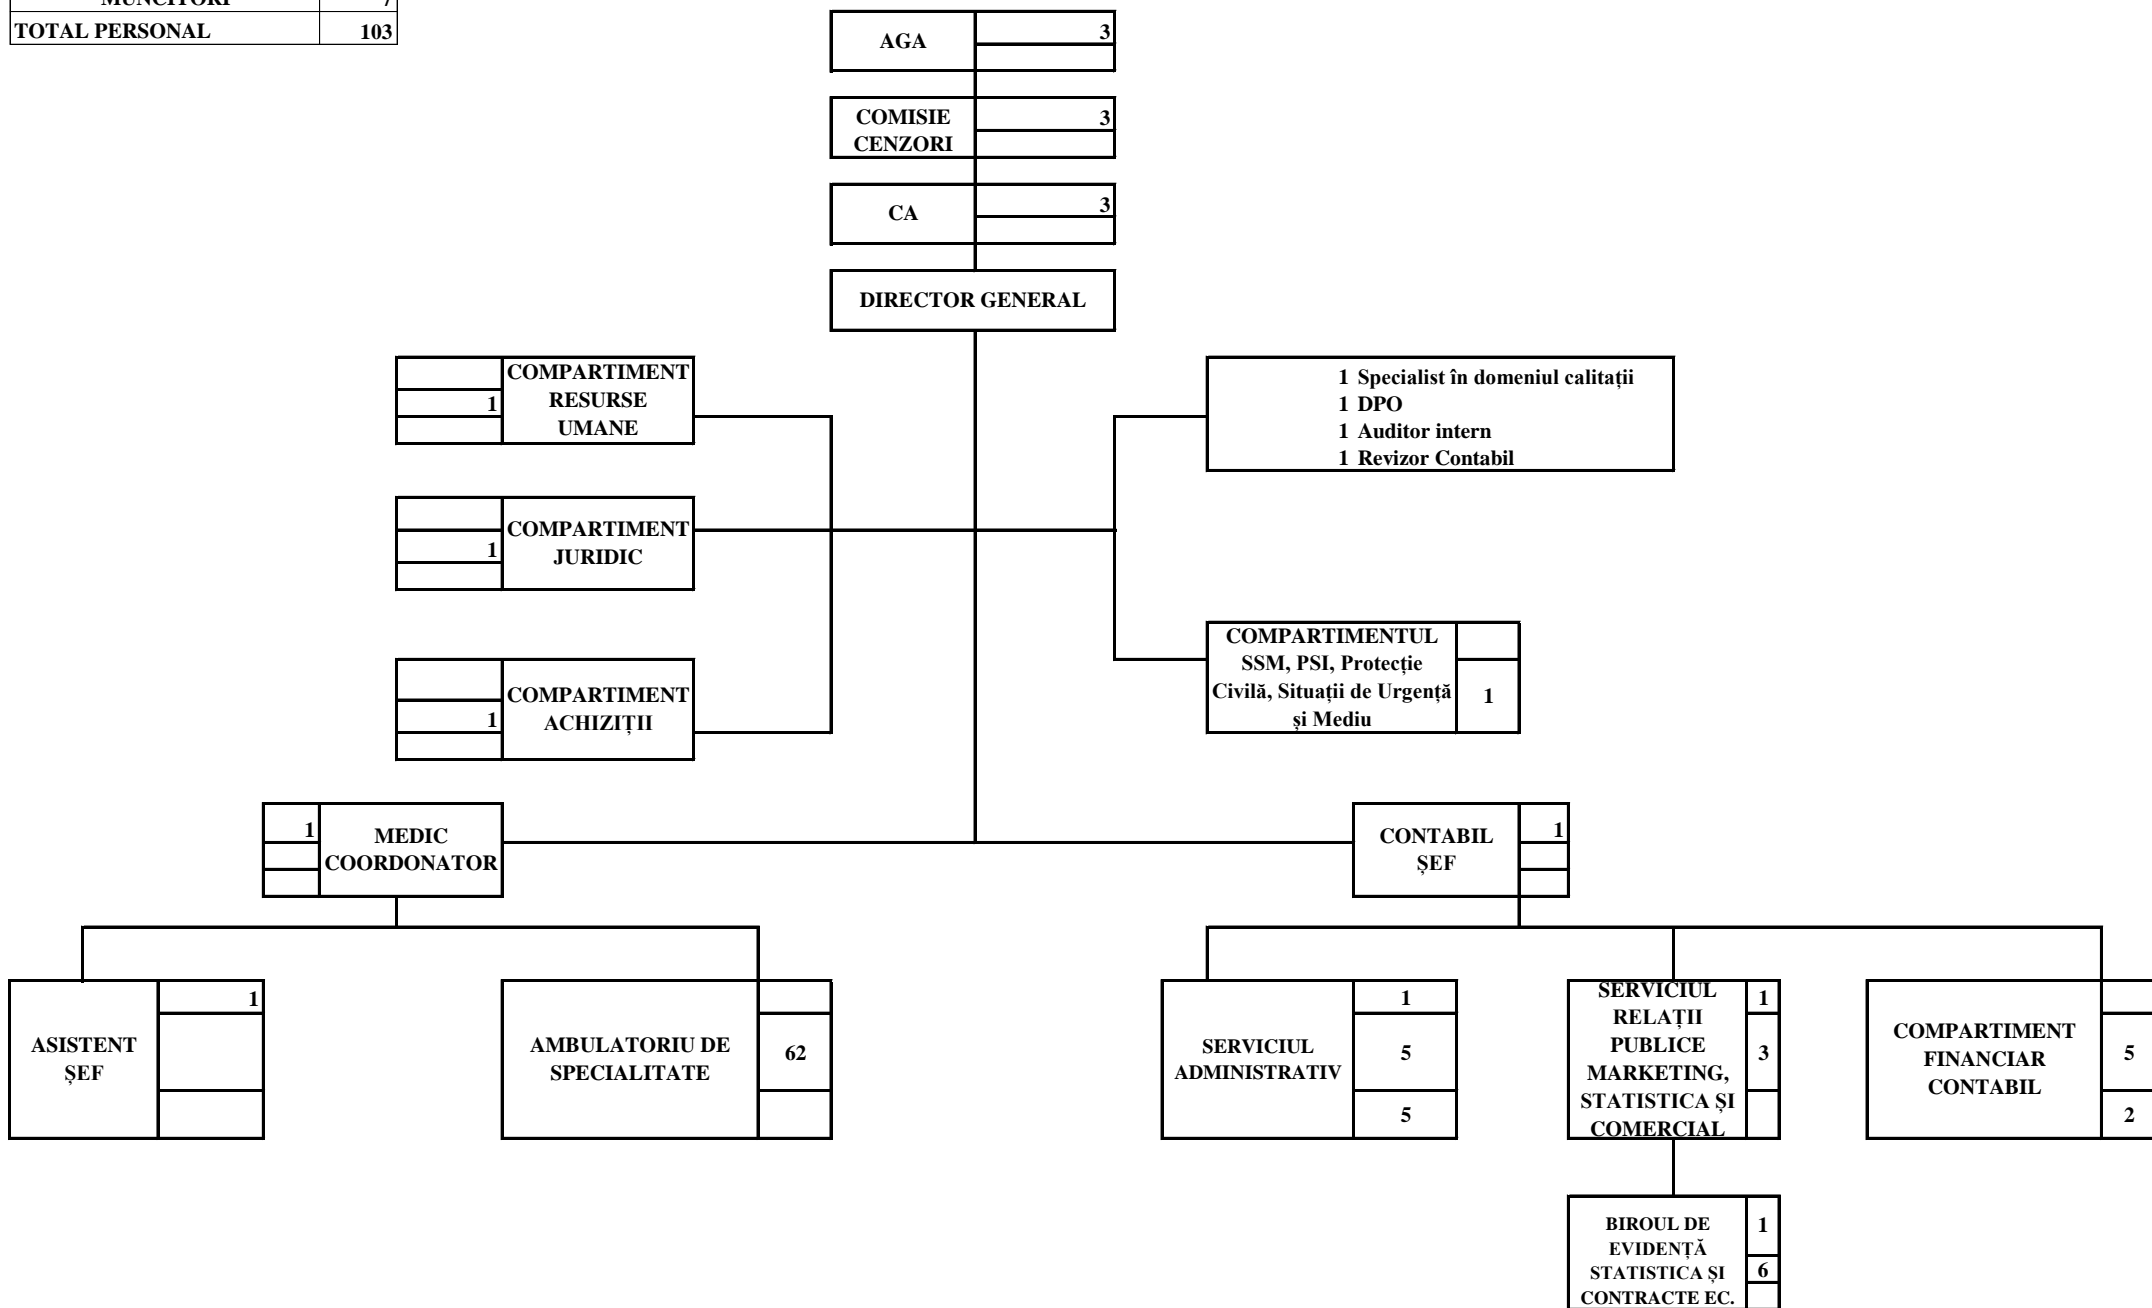 MUNCITORI 7
TOTAL PERSONAL 103
AGA 3
COMISIE
CENZORI
3
CA 3
DIRECTOR GENERAL
COMPARTIMENT
RESURSE
UMANE
1
1 Specialist în domeniul calitații
1 DPO
1 Auditor intern
1 Revizor Contabil
COMPARTIMENT
JURIDIC
1
COMPARTIMENTUL
SSM, PSI, Protecție
Civilă, Situații de Urgență
și Mediu
1
COMPARTIMENT
ACHIZIȚII
1
1
MEDIC
COORDONATOR
CONTABIL
ȘEF
1
ASISTENT
ȘEF
1
AMBULATORIU DE
SPECIALITATE
62
SERVICIUL
ADMINISTRATIV
1
5
5
SERVICIUL
RELAȚII
PUBLICE
MARKETING,
STATISTICA ȘI
COMERCIAL
1
3
COMPARTIMENT
FINANCIAR
CONTABIL
5
2
BIROUL DE
EVIDENȚĂ
STATISTICA ȘI
CONTRACTE EC.
1
6